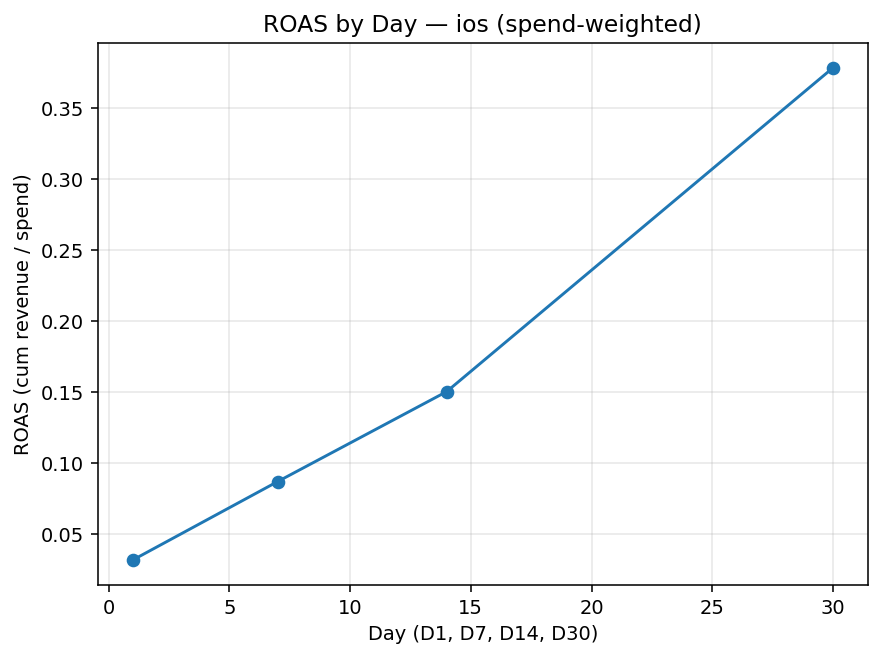 ROAS by Day — ios (spend-weighted)
ROAS (cum revenue / spend)
0.35
0.30
0.25
0.20
0.15
0.10
0.05
0 5 10 15 20 25 30
Day (D1, D7, D14, D30)